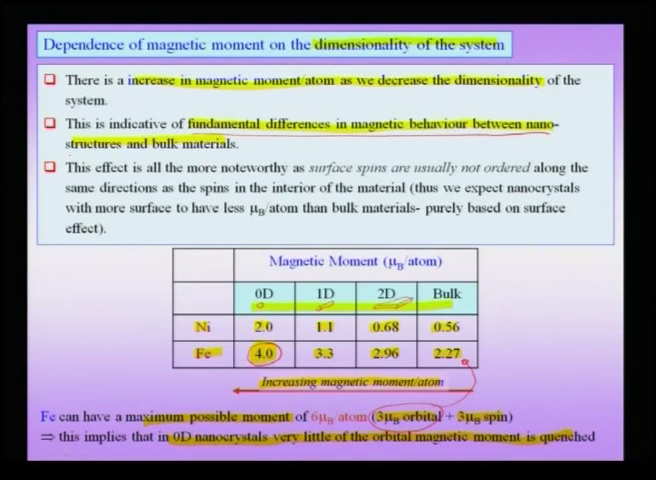 Dependence of magnetic moment on the dimensionality of the system
There is a increase in magnetic moment/atom as we decrease the dimensionality of the
system.
This is indicative of fundamental differences in magnetic behaviour between nano-
structures and bulk materials.
This effect is all the more noteworthy as surface spins are usually not ordered along the
same directions as the spins in the interior of the material (thus we expect nanocrystals
with more surface to have less μB/atom than bulk materials- purely based on surface
effect).
Magnetic Moment (μB/atom)
0D 1D 2D Bulk
Ni 2.0 1.1 0.68 0.56
Fe 4.0 3.3 2.96 2.27
Increasing magnetic moment/atom
Fe can have a maximum possible moment of 6μB/atom (3μB orbital + 3μB spin)
⇒ this implies that in 0D nanocrystals very little of the orbital magnetic moment is quenched